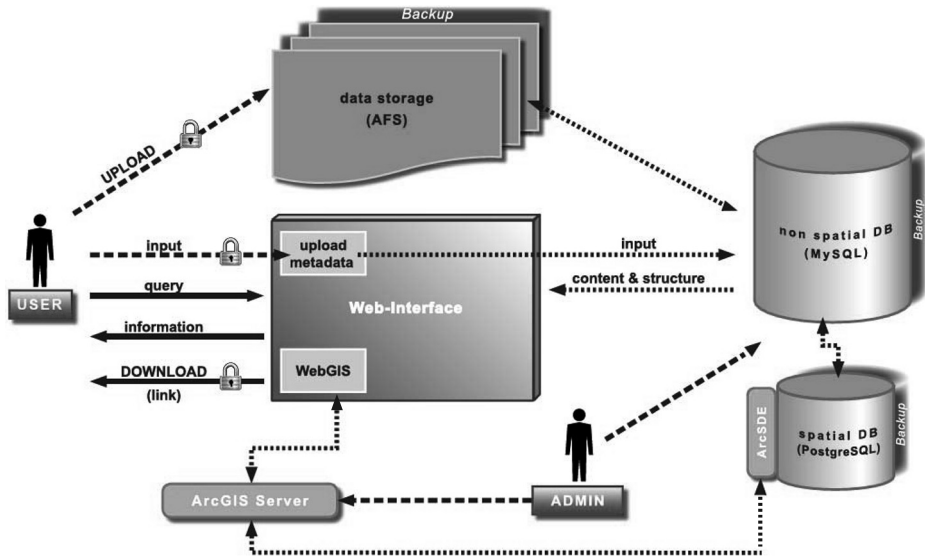 Backup
data storage
(AFS)
UPLOAD
non spatial DB
(MySQL)
Backup
input
upload
metadata
input
USER
query
content & structure
Web-Interface
information
DOWNLOAD
(link)
WebGIS
ArcSDE
spatial DB
(PostgreSQL)
Backup
ArcGIS Server
ADMIN